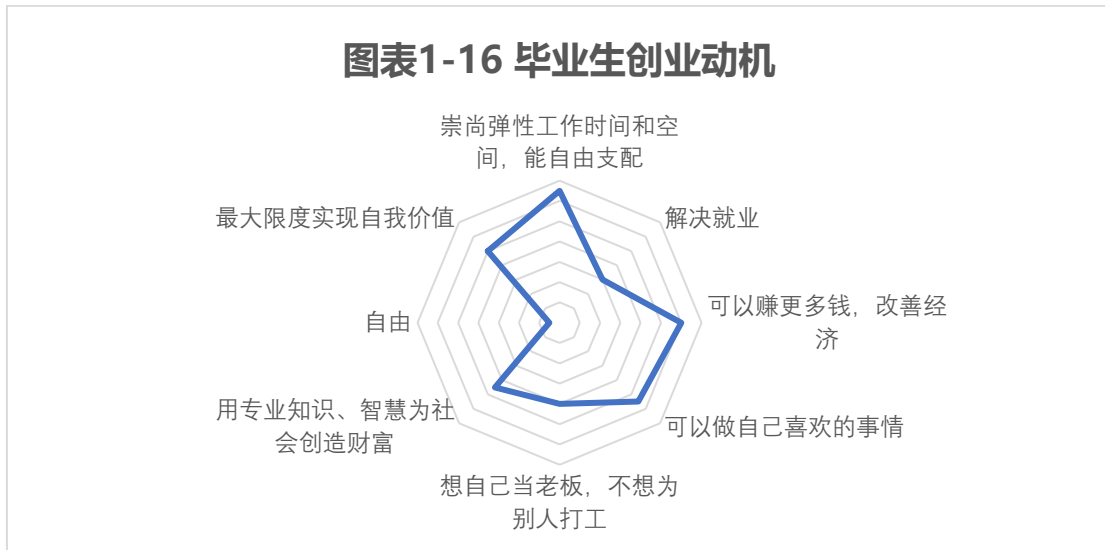 图表1-16 毕业生创业动机
崇尚弹性工作时间和空
间，能自由支配
最大限度实现自我价值
解决就业
自由
可以赚更多钱，改善经
济
用专业知识、智慧为社
会创造财富
可以做自己喜欢的事情
想自己当老板，不想为
别人打工